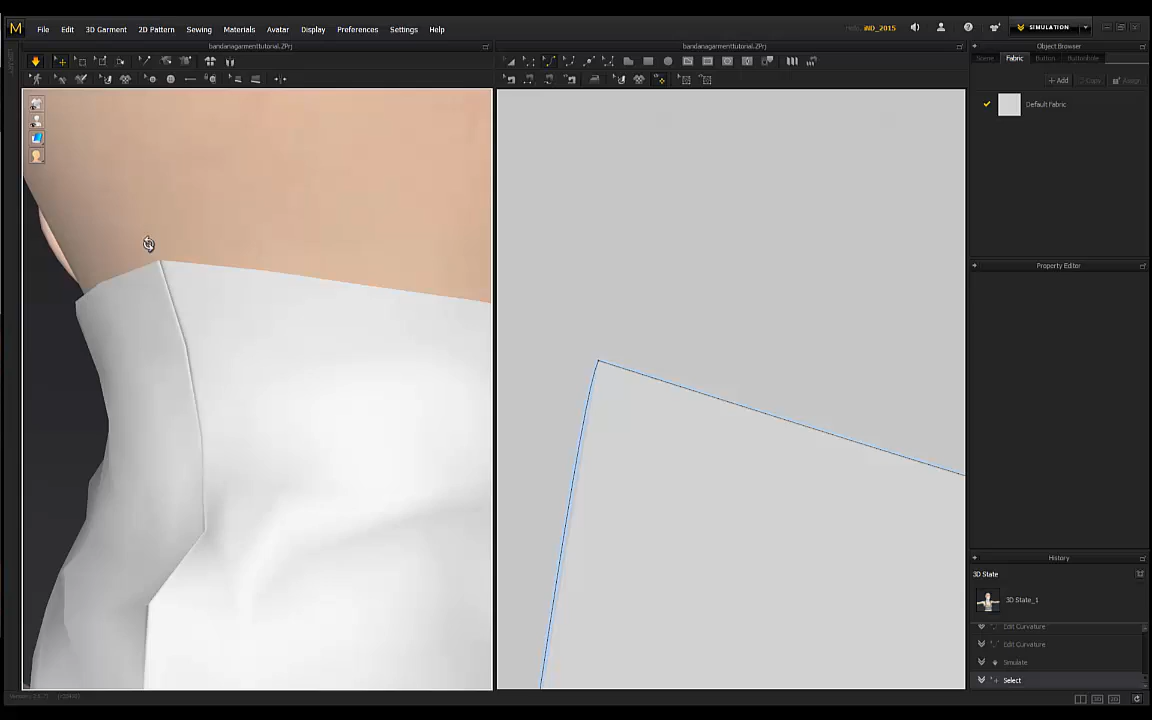 M File Edit 3D Garment 2D Pattern Sewing Materials Avatar Display Preferences Settings Help
IND_2015
SIMULATION
bandanagarmenttutorial.ZPrj
bandanagarmenttutorial.ZPrj
Object Browser
Scene Fabric Button ButtonHole
+ Add Copy Assign
Default Fabric
Property Editor
History
3D State
3D State_1
Edit Curvature
Edit Curvature
Simulate
Select